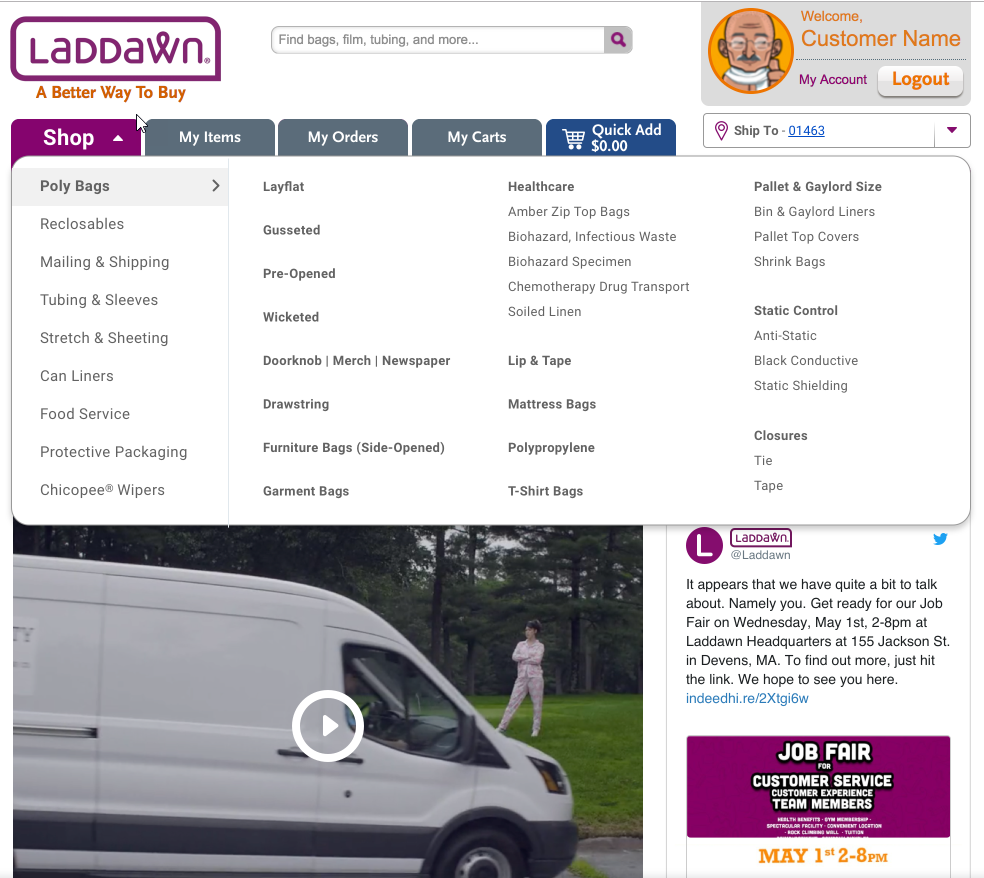 LADDAWN®
A Better Way To Buy
Find bags, film, tubing, and more...
Welcome,
Customer Name
My Account
Logout
Shop
My Items
My Orders
My Carts
Quick Add
$0.00
Ship To - 01463
Poly Bags
Reclosables
Mailing & Shipping
Tubing & Sleeves
Stretch & Sheeting
Can Liners
Food Service
Protective Packaging
Chicopee® Wipers
Layflat
Gusseted
Pre-Opened
Wicketed
Doorknob | Merch | Newspaper
Drawstring
Furniture Bags (Side-Opened)
Garment Bags
Healthcare
Amber Zip Top Bags
Biohazard, Infectious Waste
Biohazard Specimen
Chemotherapy Drug Transport
Soiled Linen
Lip & Tape
Mattress Bags
Polypropylene
T-Shirt Bags
Pallet & Gaylord Size
Bin & Gaylord Liners
Pallet Top Covers
Shrink Bags
Static Control
Anti-Static
Black Conductive
Static Shielding
Closures
Tie
Tape
L
LADDAWN
@Laddawn
It appears that we have quite a bit to talk
about. Namely you. Get ready for our Job
Fair on Wednesday, May 1st, 2-8pm at
Laddawn Headquarters at 155 Jackson St.
in Devens, MA. To find out more, just hit
the link. We hope to see you here.
indeedhi.re/2Xtgi6w
JOB FAIR
FOR
CUSTOMER SERVICE
CUSTOMER EXPERIENCE
TEAM MEMBERS
HEALTH BENEFITS · GYM MEMBERSHIP ·
SPECTACULAR FACILITY · CONVENIENT LOCATION
· ROCK CLIMBING WALL · TUITION
MAY 1st 2-8PM